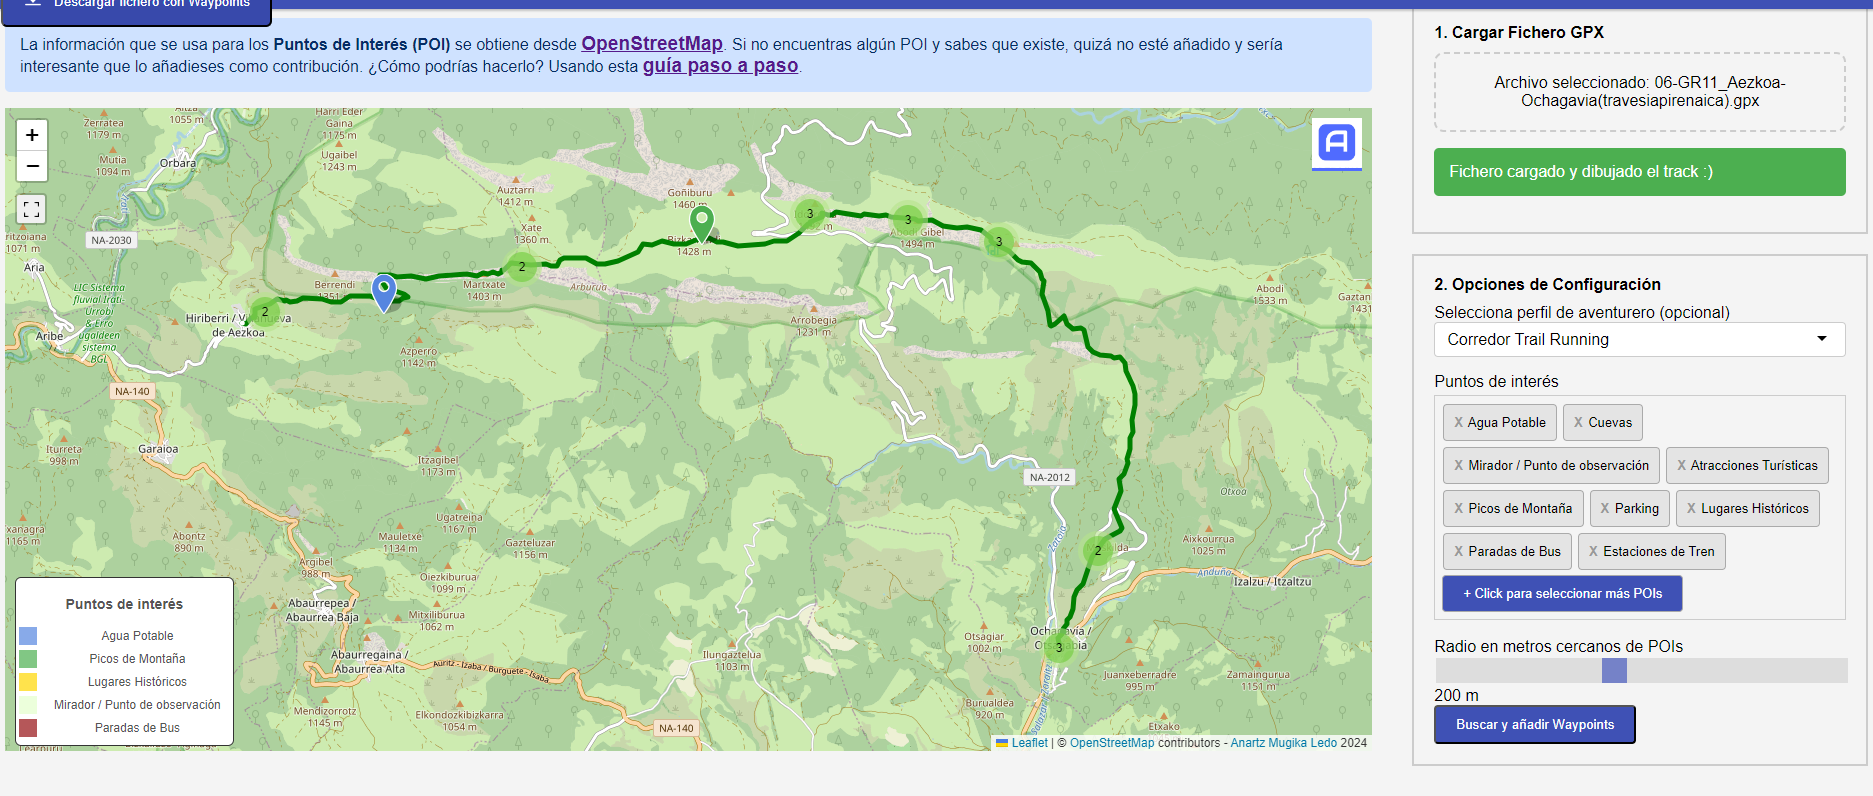 Descargar fichero con Waypoints
La información que se usa para los Puntos de Interés (POI) se obtiene desde OpenStreetMap. Si no encuentras algún POI y sabes que existe, quizá no esté añadido y sería
interesante que lo añadieses como contribución. ¿Cómo podrías hacerlo? Usando esta guía paso a paso.
+
−
Zerratea
1179 m
1055 m
Mutia
1094 m
Orbara
Harri Eder
Gaina
1175 m
Ugaibel
1243 m
NA-2030
1071 m
Aria
LIC Sistema
fluvial Irati-
Urrobi
& Erro
ugaldeen
sistema
BGL
Aribe
Hiriberri /
de Aezkoa
2
Berrendi
1351
Auztarri
1412 m
Xate
1360 m
Martxate
1403 m
2
Arburua
Goñiburu
1460
1428 m
3
3
Gibel
1494 m
3
Abodi
1533 m
Gaztan
1431
Arrobegia
1231 m
Azperro
1142 m
NA-140
Garaioa
Iturreta
998 m
Itzagibel
1173 m
NA-2012
Otxoa
xanagra
1165 m
Abontz
890 m
Ugatreina
1167 m
Mauletxe
1134 m
Gazteluzar
1156 m
Argibel
988 m
Oiezkiburua
1099 m
Abaurrepea /
Abaurrea Baja
Mitxiliburua
1062 m
Abaurregaina /
Abaurrea Alta
Auritz - Izaba / Burguete - Isaba
Ilungaztelua
1103 m
Mendizorrotz
1145 m
Elkondozkibizkarra
1054 m
NA-140
2
Zatoia
Aixkourrua
1025 m
Anduña
Izalzu / Itzaltzu
Otsagiar
1002 m
3
Juanxeberradre
995 m
Zamaingurua
1151 m
Burualdea
920 m
Etxako
Puntos de interés
Agua Potable
Picos de Montaña
Lugares Históricos
Mirador / Punto de observación
Paradas de Bus
Leaflet | © OpenStreetMap contributors - Anartz Mugika Ledo 2024
1. Cargar Fichero GPX
Archivo seleccionado: 06-GR11_Aezkoa-
Ochagavia(travesiapirenaica).gpx
Fichero cargado y dibujado el track :)
2. Opciones de Configuración
Selecciona perfil de aventurero (opcional)
Corredor Trail Running
Puntos de interés
X Agua Potable X Cuevas
X Mirador / Punto de observación X Atracciones Turísticas
X Picos de Montaña X Parking X Lugares Históricos
X Paradas de Bus X Estaciones de Tren
+ Click para seleccionar más POIs
Radio en metros cercanos de POIs
200 m
Buscar y añadir Waypoints